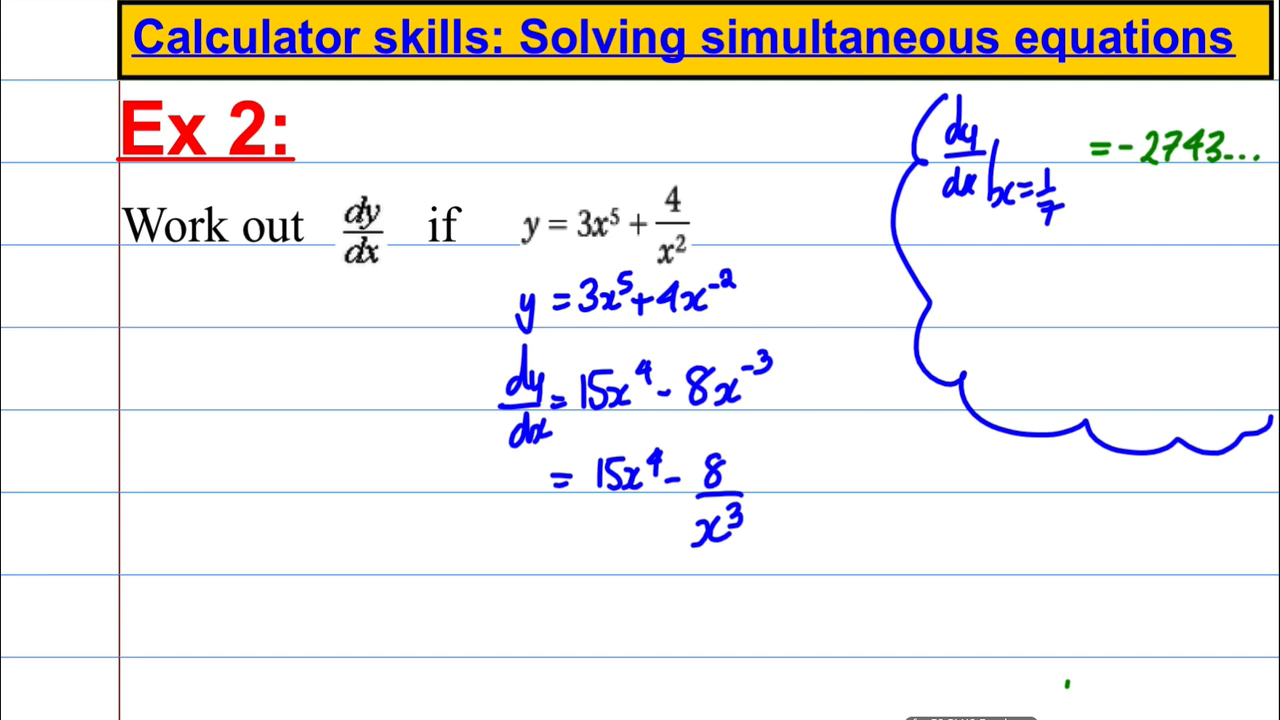 Calculator skills: Solving simultaneous equations
Ex 2:
Work out dy/dx if y = 3x⁵ + 4/x²
y = 3x⁵ + 4x⁻²
dy/dx = 15x⁴ - 8x⁻³
= 15x⁴ - 8/x³
dy/dx|x=1/7 = -2743...